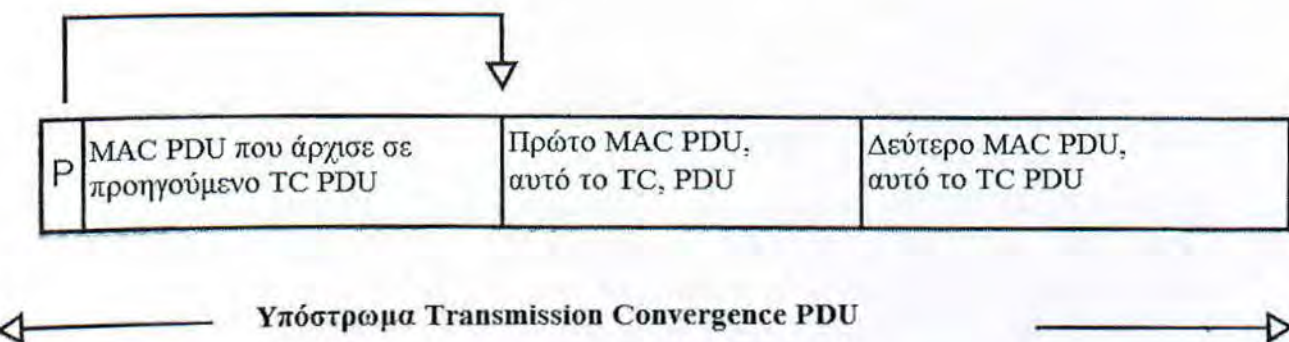 P
MAC PDU που άρχισε σε
προηγούμενο TC PDU
Πρώτο MAC PDU,
αυτό το TC, PDU
Δεύτερο MAC PDU,
αυτό το TC PDU
Υπόστρωμα Transmission Convergence PDU